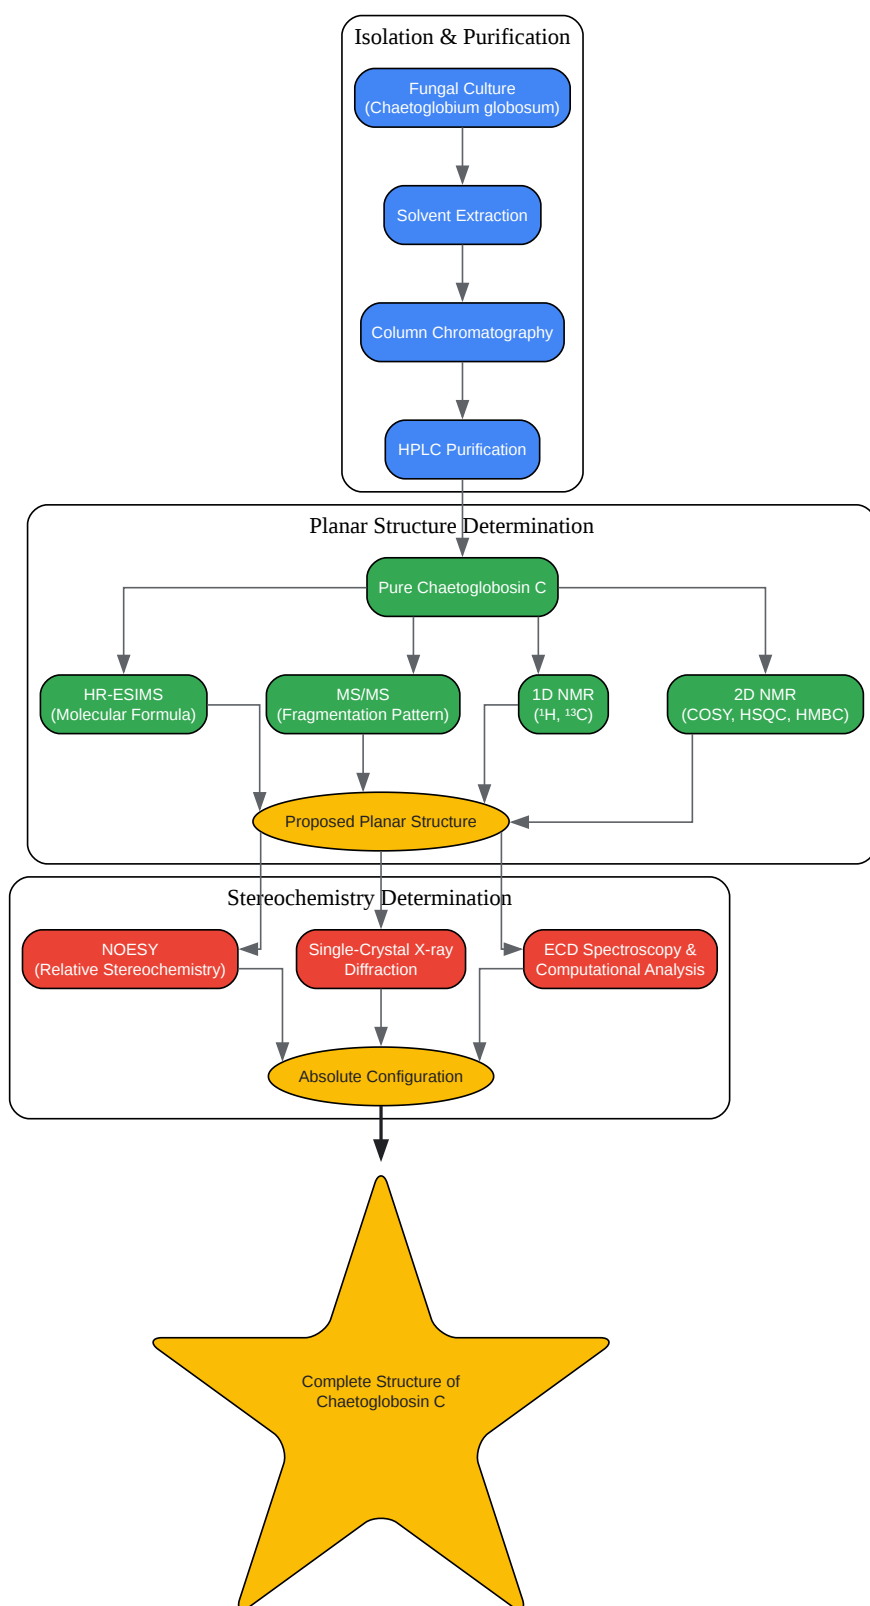 Isolation & Purification
Fungal Culture
(Chaetoglobium globosum)
Solvent Extraction
Column Chromatography
HPLC Purification
Planar Structure Determination
Pure Chaetoglobosin C
HR-ESIMS
(Molecular Formula)
MS/MS
(Fragmentation Pattern)
1D NMR
(¹H, ¹³C)
2D NMR
(COSY, HSQC, HMBC)
Proposed Planar Structure
Stereochemistry Determination
NOESY
(Relative Stereochemistry)
Single-Crystal X-ray
Diffraction
ECD Spectroscopy &
Computational Analysis
Absolute Configuration
Complete Structure of
Chaetoglobosin C